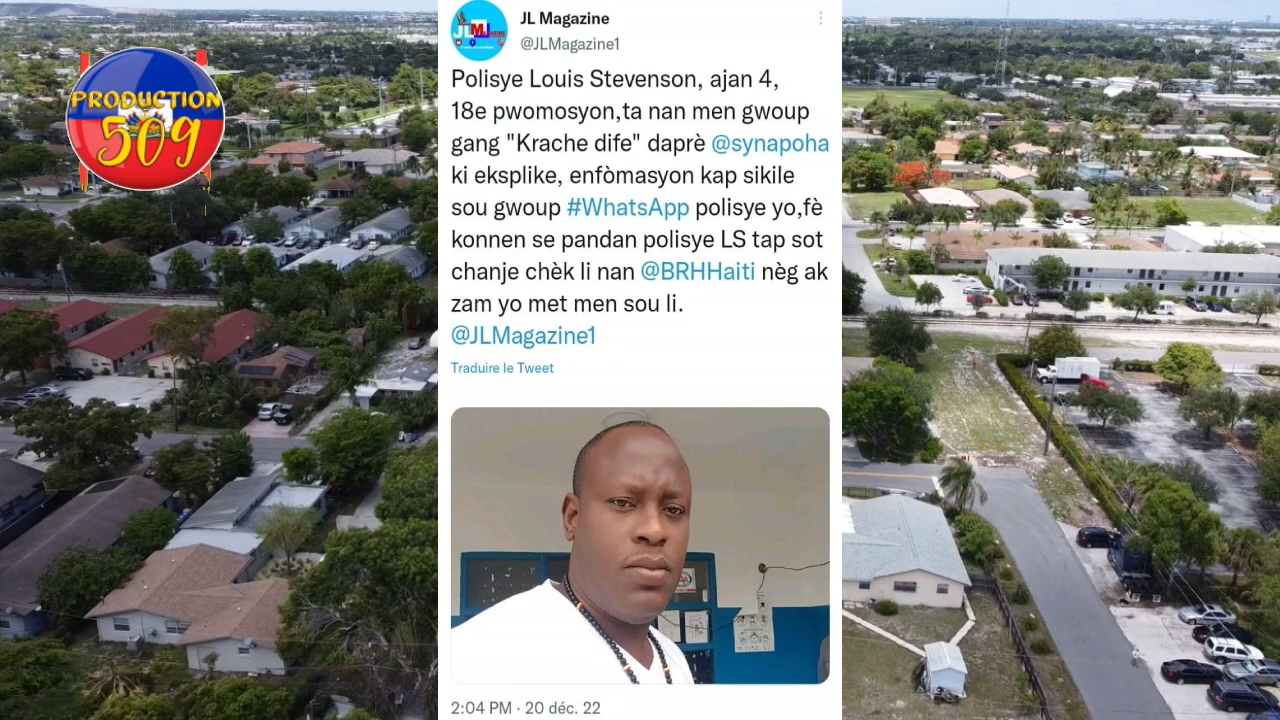 PRODUCTION
509
JL Magazine
@JLMagazine1
Polisye Louis Stevenson, ajan 4,
18e pwomosyon,ta nan men gwoup
gang "Krache dife" daprè @synapoha
ki eksplike, enfòmasyon kap sikile
sou gwoup #WhatsApp polisye yo,fè
konnen se pandan polisye LS tap sot
chanje chèk li nan @BRHHaiti nèg ak
zam yo met men sou li.
@JLMagazine1
Traduire le Tweet
2:04 PM · 20 déc. 22